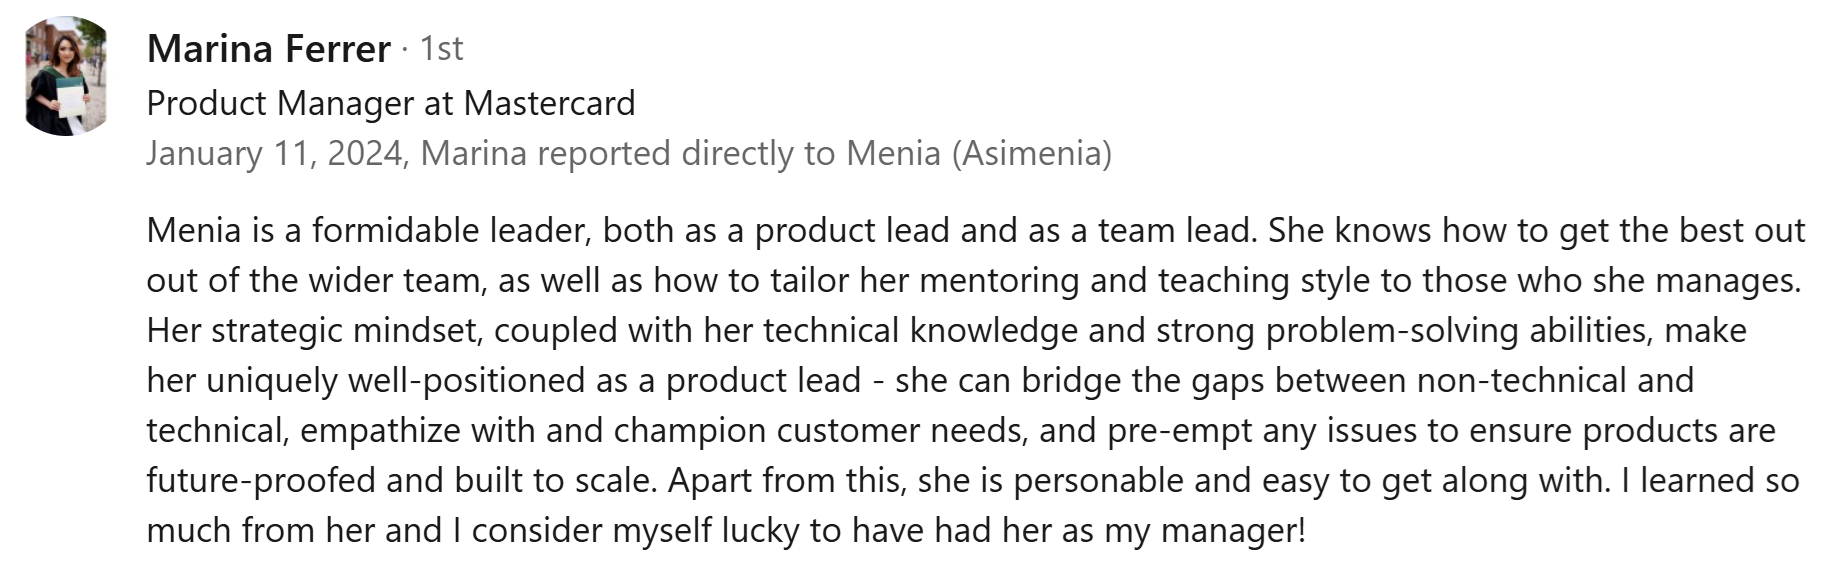 Marina Ferrer · 1st
Product Manager at Mastercard
January 11, 2024, Marina reported directly to Menia (Asimenia)
Menia is a formidable leader, both as a product lead and as a team lead. She knows how to get the best out
out of the wider team, as well as how to tailor her mentoring and teaching style to those who she manages.
Her strategic mindset, coupled with her technical knowledge and strong problem-solving abilities, make
her uniquely well-positioned as a product lead - she can bridge the gaps between non-technical and
technical, empathize with and champion customer needs, and pre-empt any issues to ensure products are
future-proofed and built to scale. Apart from this, she is personable and easy to get along with. I learned so
much from her and I consider myself lucky to have had her as my manager!